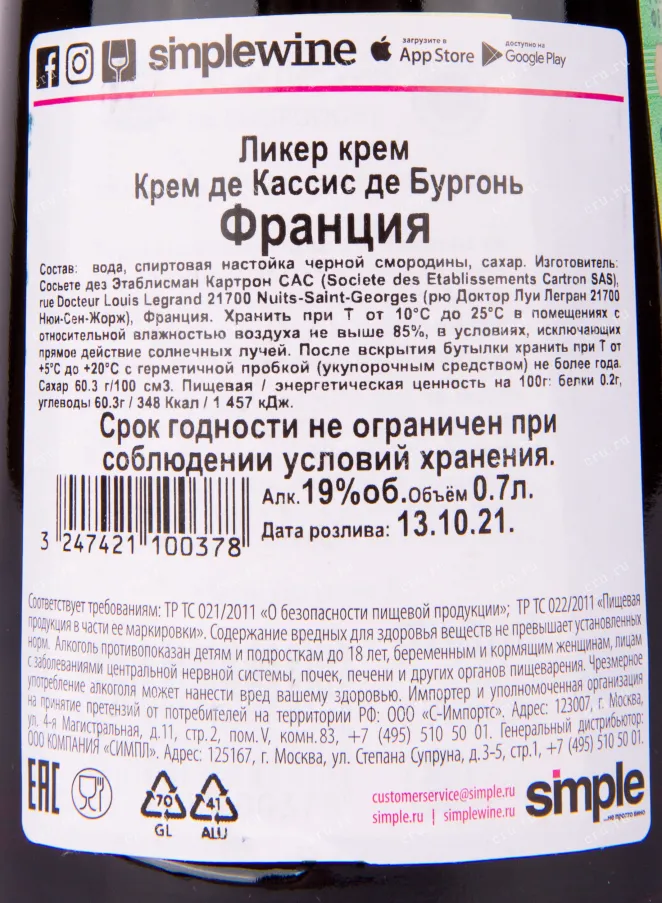 simplewine загрузите в App Store доступно на Google Play
Ликер крем
Крем де Кассис де Бургонь
Франция
Состав: вода, спиртовая настойка черной смородины, сахар. Изготовитель:
Сосьете дез Этаблисман Картрон САС (Societe des Etablissements Cartron SAS),
rue Docteur Louis Legrand 21700 Nuits-Saint-Georges (рю Доктор Луи Легран 21700
Нюи-Сен-Жорж), Франция. Хранить при Т от 10°С до 25°С в помещениях с
относительной влажностью воздуха не выше 85%, в условиях, исключающих
прямое действие солнечных лучей. После вскрытия бутылки хранить при Т от
+5°С до +20°С с герметичной пробкой (укупорочным средством) не более года.
Сахар 60.3 г/100 см3. Пищевая / энергетическая ценность на 100г: белки 0.2г,
углеводы 60.3г / 348 Ккал / 1 457 кДж.
Срок годности не ограничен при
соблюдении условий хранения.
Алк. 19%об. Объём 0.7л.
Дата розлива: 13.10.21.
3 247421 100378
Соответствует требованиям: ТР ТС 021/2011 «О безопасности пищевой продукции»; ТР ТС 022/2011 «Пищевая
продукция в части ее маркировки». Содержание вредных для здоровья веществ не превышает установленных
норм. Алкоголь противопоказан детям и подросткам до 18 лет, беременным и кормящим женщинам, лицам
с заболеваниями центральной нервной системы, почек, печени и других органов пищеварения. Чрезмерное
употребление алкоголя может нанести вред вашему здоровью. Импортер и уполномоченная организация
на принятие претензий от потребителей на территории РФ: ООО «С-Импортс». Адрес: 123007, г. Москва,
ул. 4-я Магистральная, д.11, стр.2, пом.V, комн.83, +7 (495) 510 50 01. Генеральный дистрибьютор:
ООО КОМПАНИЯ «СИМПЛ». Адрес: 125167, г. Москва, ул. Степана Супруна, д.3-5, стр.1, +7 (495) 510 50 01.
EAC
70
GL
41
ALU
customerservice@simple.ru
simple.ru | simplewine.ru
simple
...не просто вино